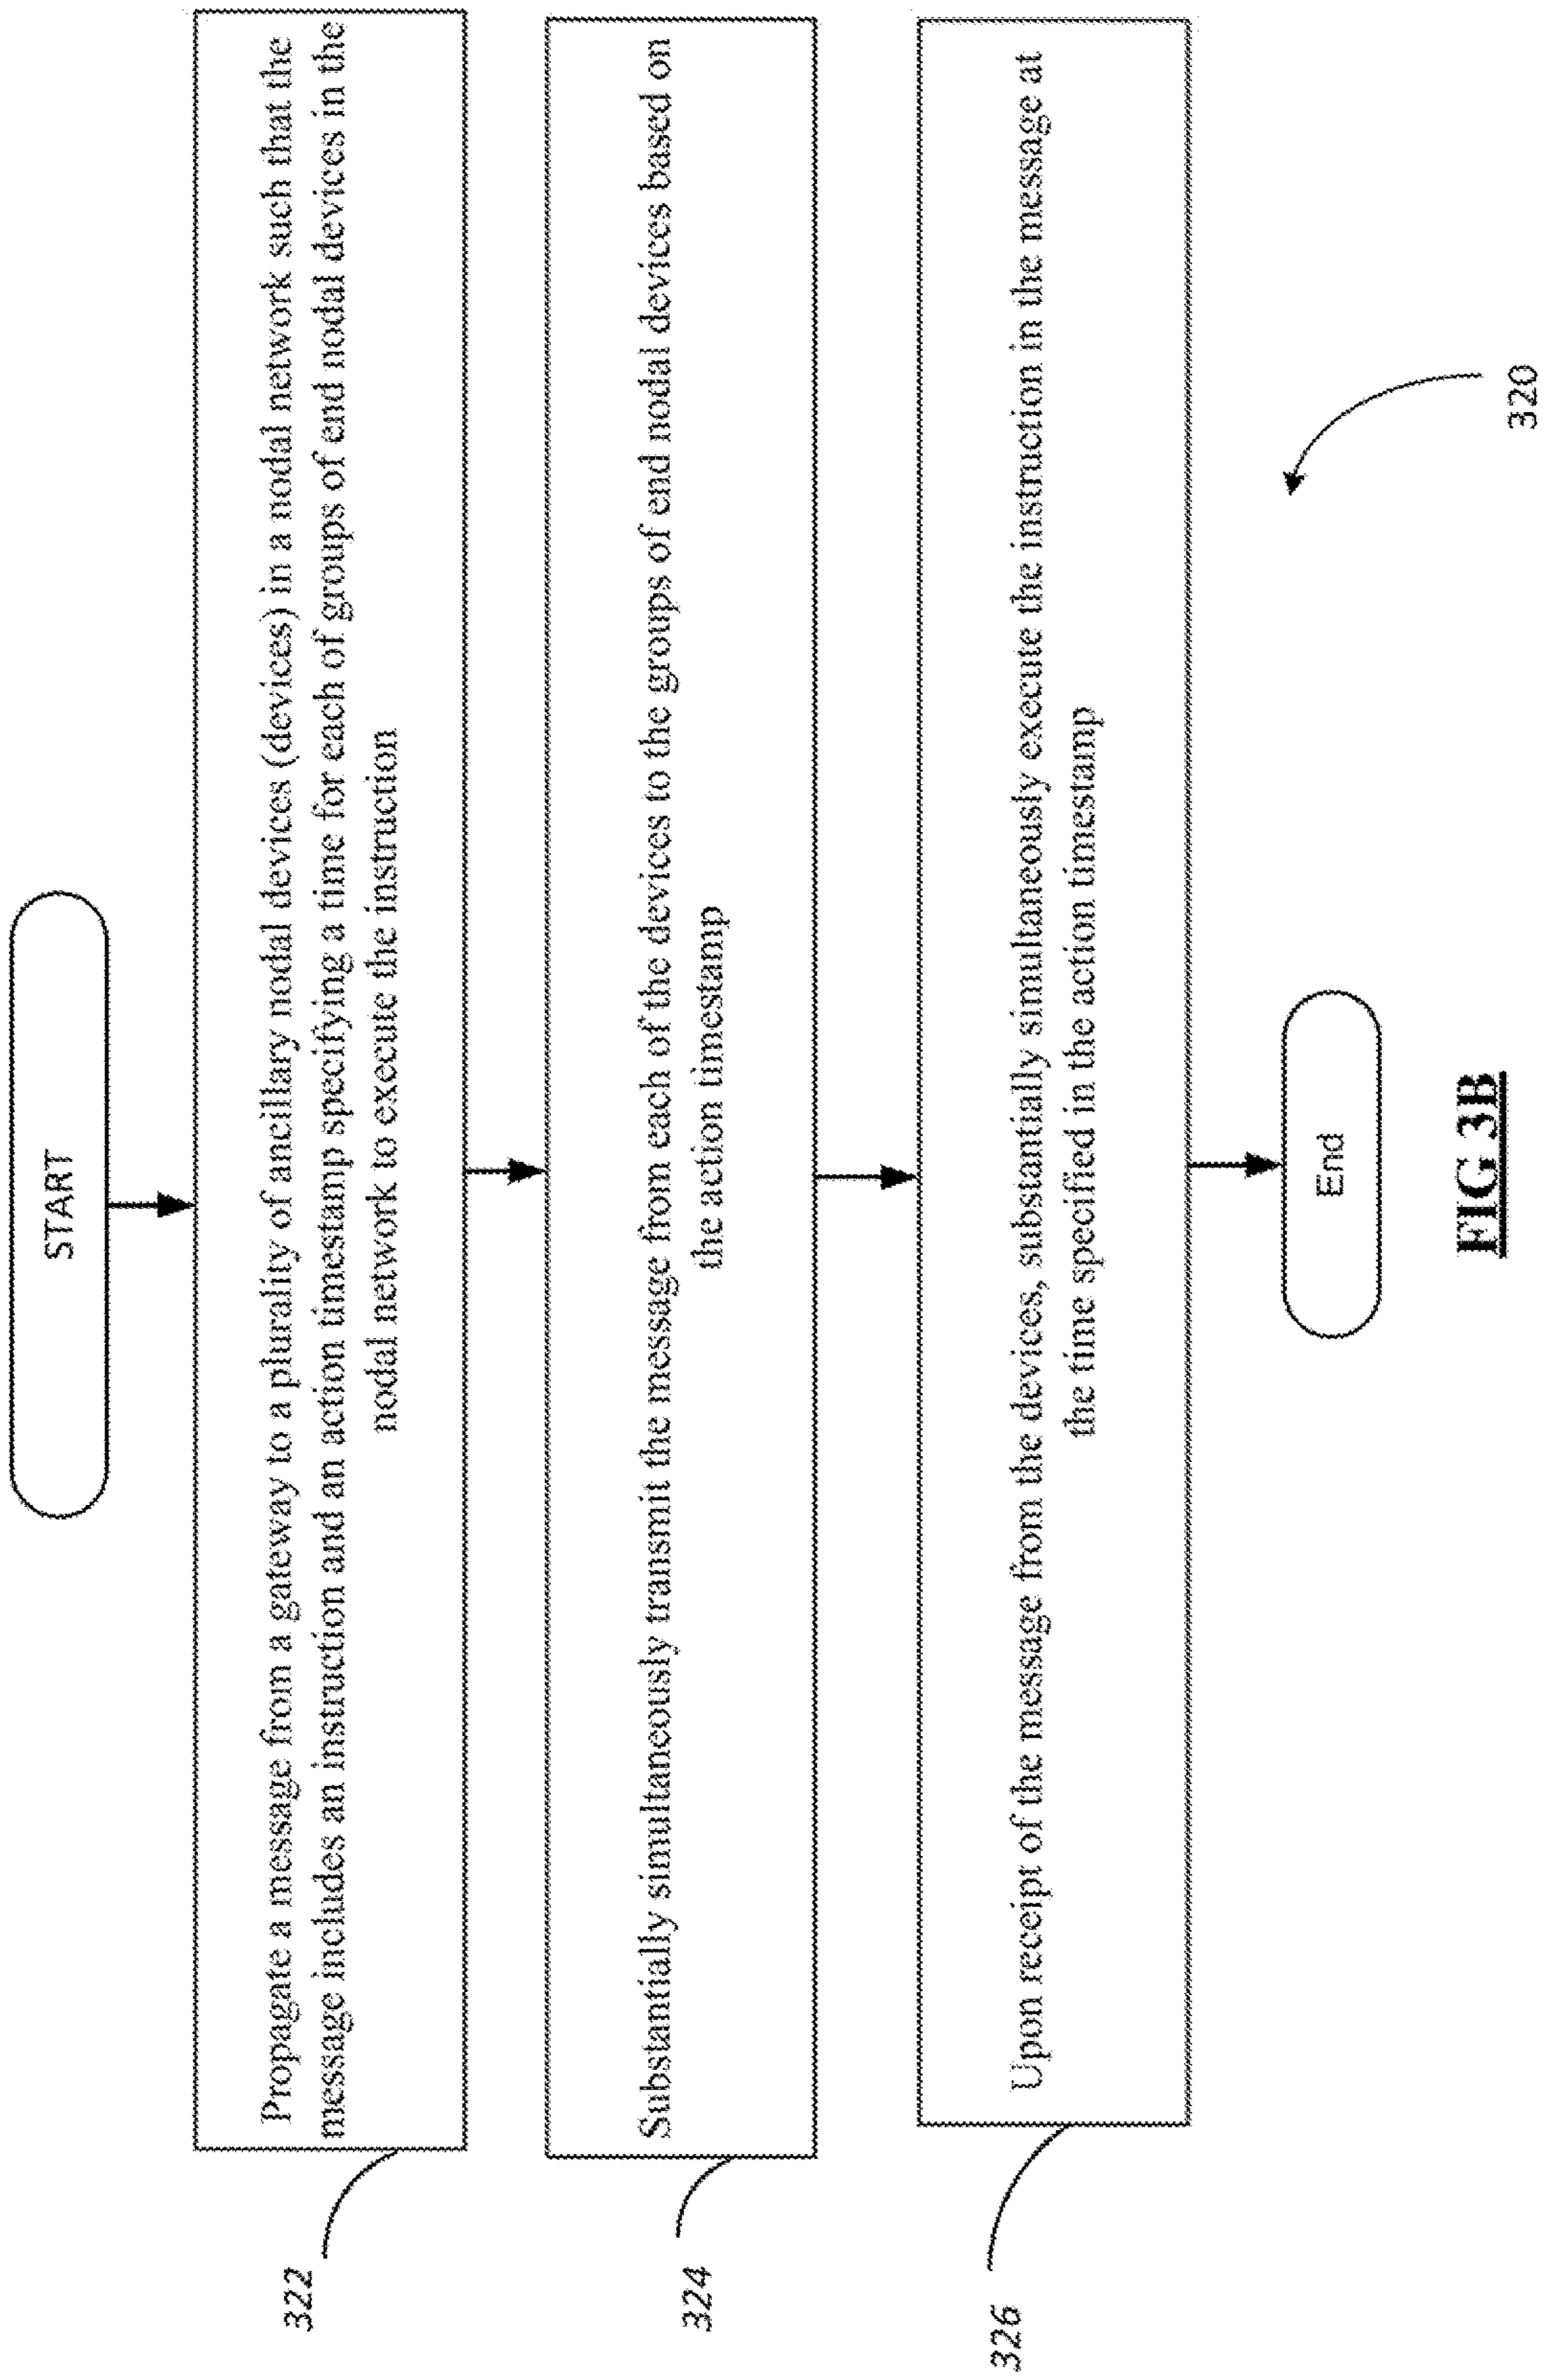 START
Propagate a message from a gateway to a plurality of ancillary nodal devices (devices) in a nodal network such that the
message includes an instruction and an action timestamp specifying a time for each of groups of end nodal devices in the
nodal network to execute the instruction
322
Substantially simultaneously transmit the message from each of the devices to the groups of end nodal devices based on
the action timestamp
324
Upon receipt of the message from the devices, substantially simultaneously execute the instruction in the message at
the time specified in the action timestamp
326
End
320
FIG 3B